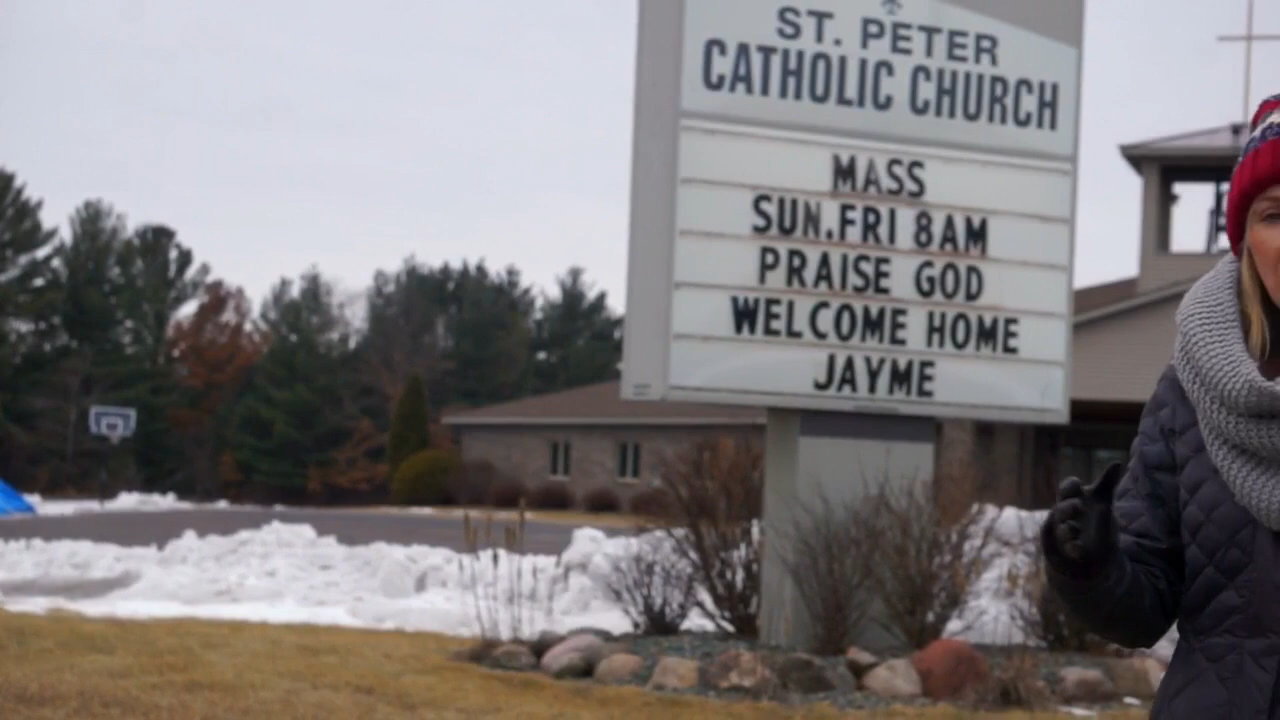 ST. PETER
CATHOLIC CHURCH
MASS
SUN.FRI 8AM
PRAISE GOD
WELCOME HOME
JAYME